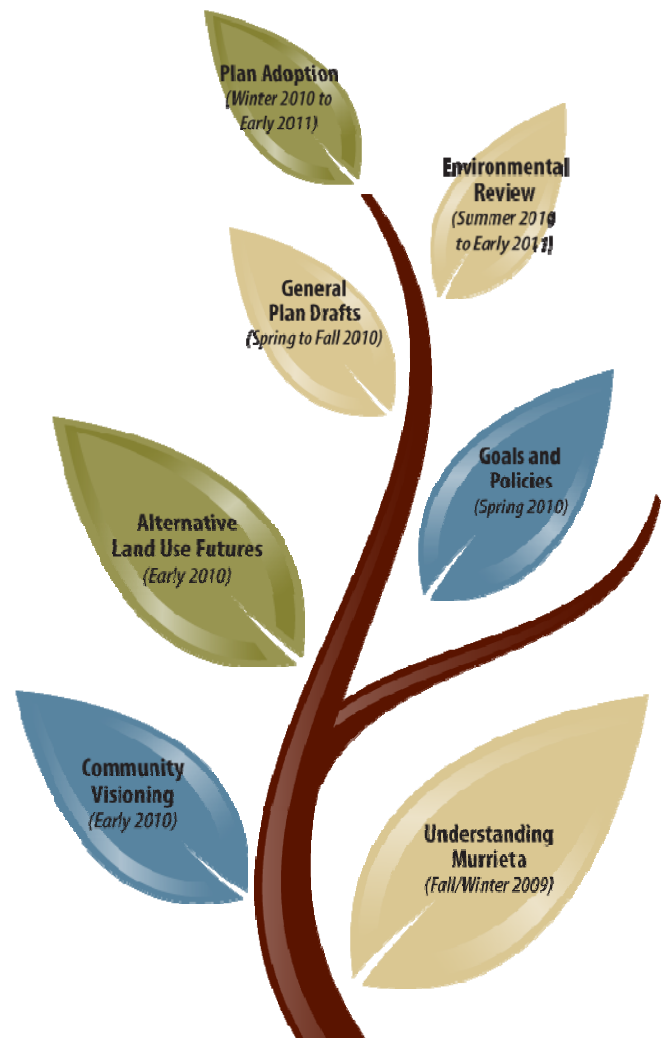 Plan Adoption
(Winter 2010 to
Early 2011)
Environmental
Review
(Summer 2010
to Early 2011)
General
Plan Drafts
(Spring to Fall 2010)
Goals and
Policies
(Spring 2010)
Alternative
Land Use Futures
(Early 2010)
Community
Visioning
(Early 2010)
Understanding
Murrieta
(Fall/Winter 2009)